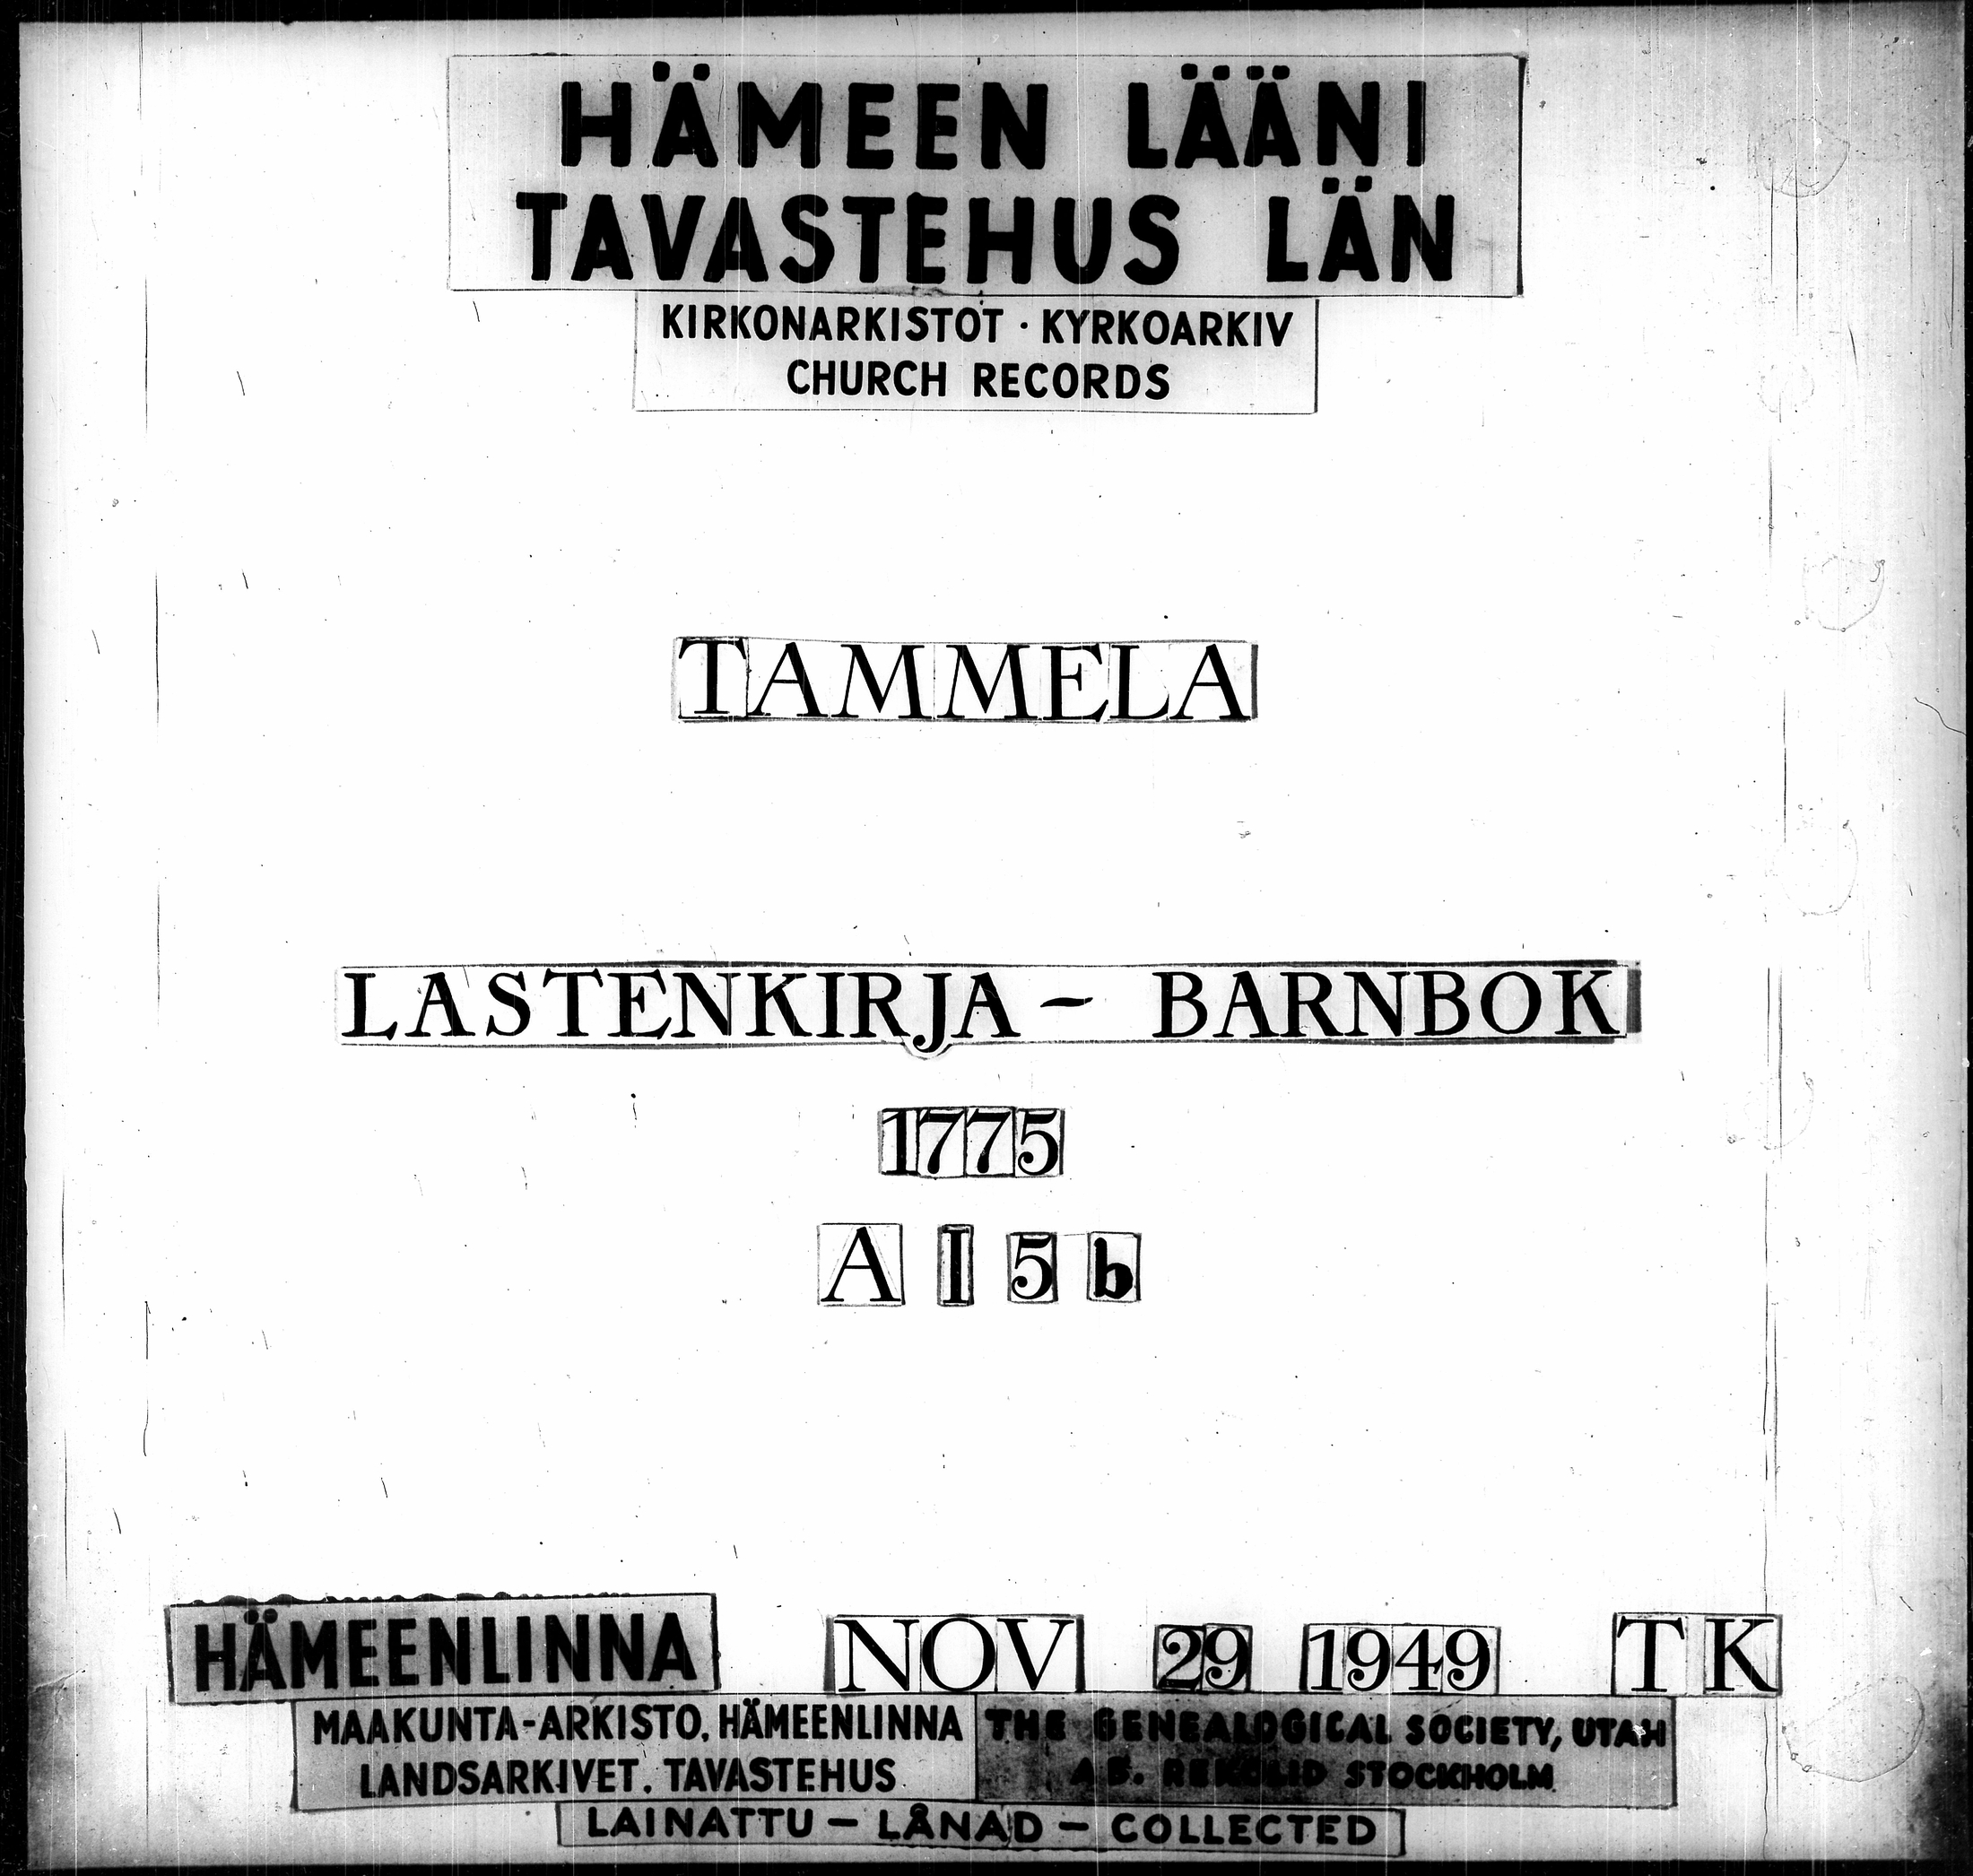 HÄMEEN LÄÄNI
TAVASTEHUS LÄN
KIRKONARKISTOT · KYRKOARKIV
CHURCH RECORDS
TAMMELA
LASTENKIRJA – BARNBOK
1775
A I 5 b
HÄMEENLINNA NOV 29 1949 TK
MAAKUNTA-ARKISTO, HÄMEENLINNA
LANDSARKIVET. TAVASTEHUS
THE GENEALOGICAL SOCIETY, UTAH
AB. REKOLID STOCKHOLM
LAINATTU – LÅNAD – COLLECTED